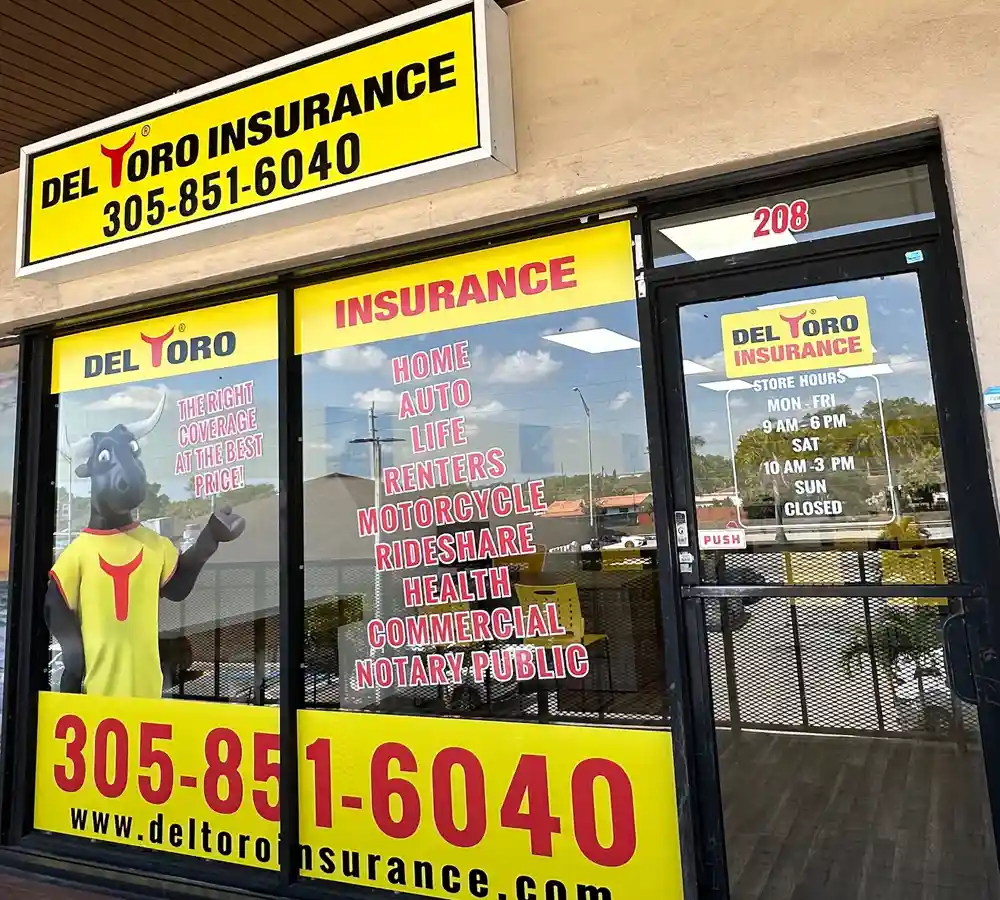 DEL TORO INSURANCE
305-851-6040
DEL TORO
THE RIGHT
COVERAGE
AT THE BEST
PRICE!
INSURANCE
HOME
AUTO
LIFE
RENTERS
MOTORCYCLE
RIDESHARE
HEALTH
COMMERCIAL
NOTARY PUBLIC
305-851-6040
www.deltoroinsurance.com
208
DEL TORO
INSURANCE
STORE HOURS
MON - FRI
9 AM - 6 PM
SAT
10 AM -3 PM
SUN
CLOSED
PUSH